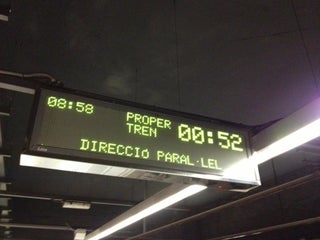 08:58 PROPER 00:52
TREN
DIRECCIÓ PARAL·LEL